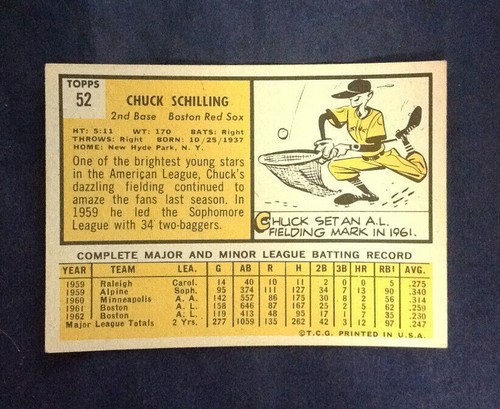 TOPPS
52
CHUCK SCHILLING
2nd Base Boston Red Sox
HT: 5:11 WT: 170 BATS: Right
THROWS: Right BORN: 10/25/1937
HOME: New Hyde Park, N. Y.
One of the brightest young stars
in the American League, Chuck's
dazzling fielding continued to
amaze the fans last season. In
1959 he led the Sophomore
League with 34 two-baggers.
CHUCK SET AN A.L.
FIELDING MARK IN 1961.
COMPLETE MAJOR AND MINOR LEAGUE BATTING RECORD
YEAR TEAM LEA. G AB R H 2B 3B HR RBI AVG.
1959 Raleigh Carol. 14 40 10 11 2 0 0 5 .275
1959 Alpine Soph. 95 374 111 127 34 7 13 90 .340
1960 Minneapolis A. A. 142 557 86 175 30 8 2 56 .314
1961 Boston A. L. 158 646 87 167 25 2 5 62 .259
1962 Boston A. L. 119 413 48 95 17 1 7 35 .230
Major League Totals 2 Yrs. 277 1059 135 262 42 3 12 97 .247
©T.C.G. PRINTED IN U.S.A.